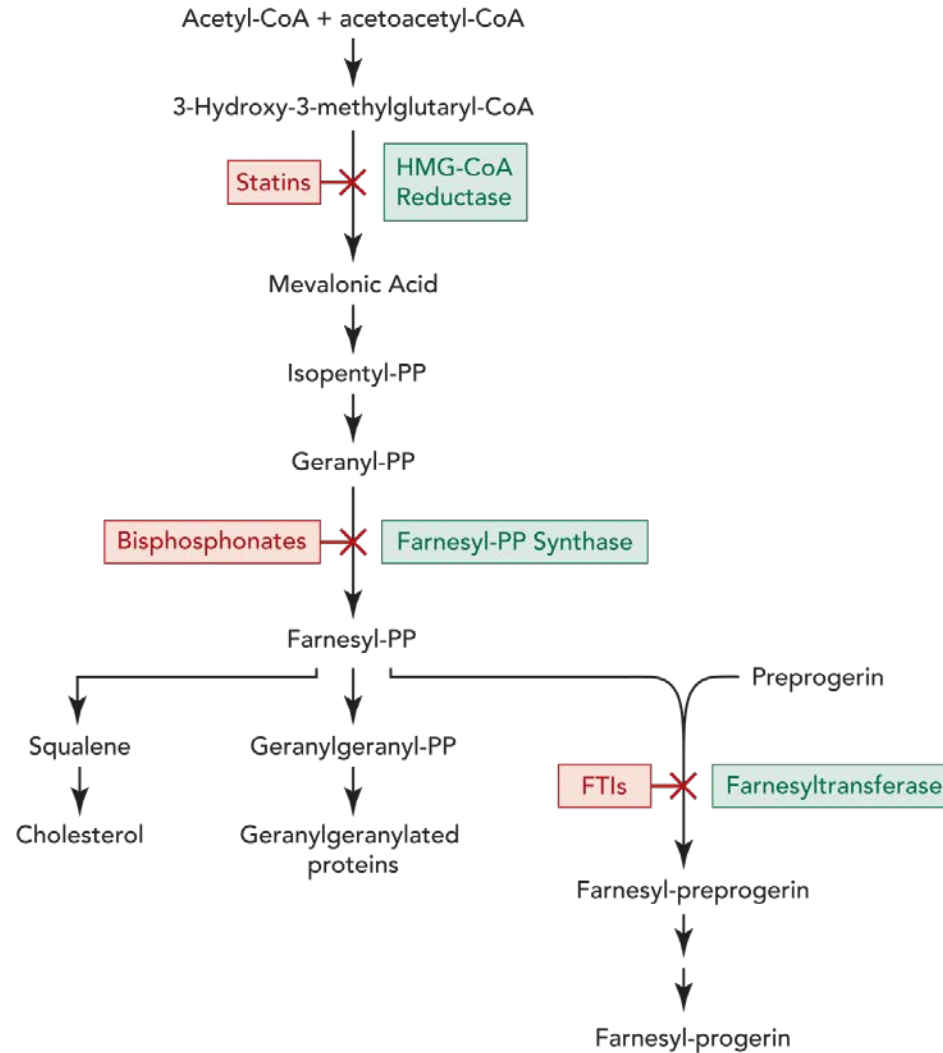 Acetyl-CoA + acetoacetyl-CoA
3-Hydroxy-3-methylglutaryl-CoA
Statins
HMG-CoA
Reductase
Mevalonic Acid
Isopentyl-PP
Geranyl-PP
Bisphosphonates
Farnesyl-PP Synthase
Farnesyl-PP
Preprogerin
Squalene
Geranylgeranyl-PP
FTIs
Farnesyltransferase
Cholesterol
Geranylgeranylated
proteins
Farnesyl-preprogerin
Farnesyl-progerin